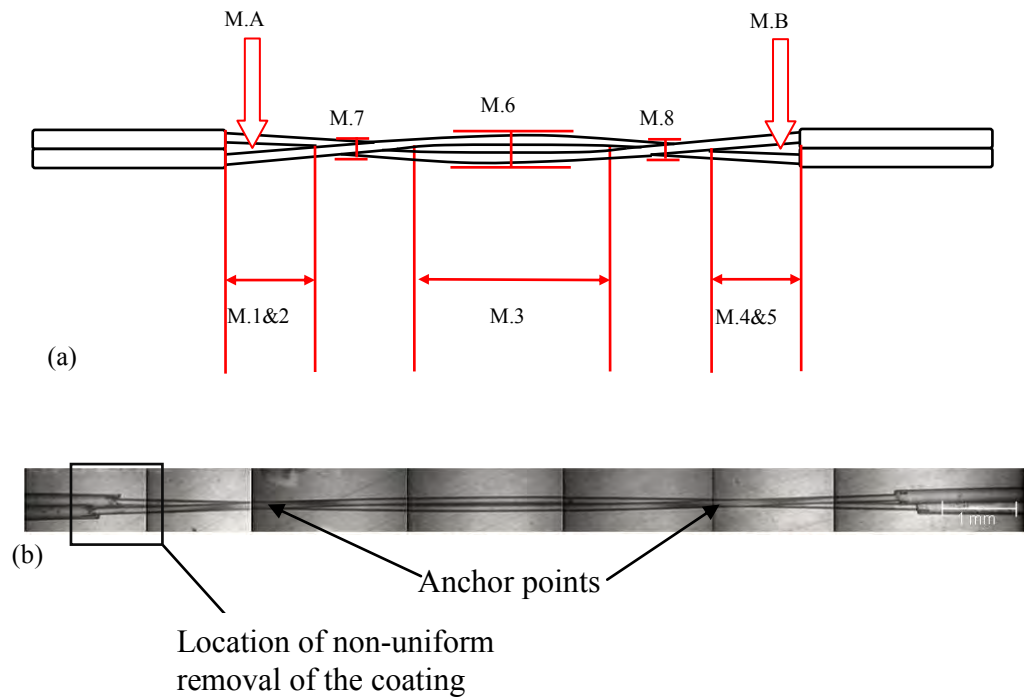 M.A
M.B
M.7
M.6
M.8
M.1&2
M.3
M.4&5
(a)
1 mm
(b)
Anchor points
Location of non-uniform
removal of the coating